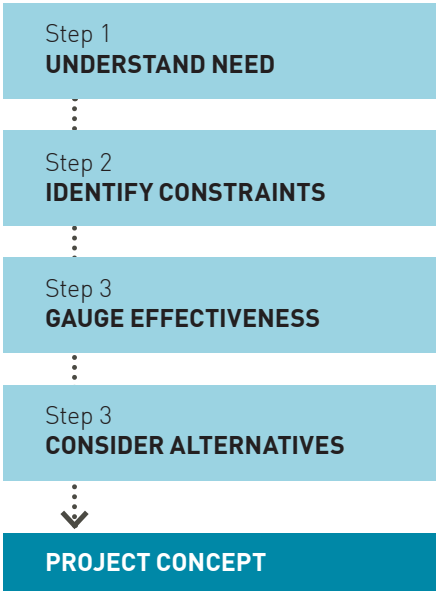 Step 1
UNDERSTAND NEED
Step 2
IDENTIFY CONSTRAINTS
Step 3
GAUGE EFFECTIVENESS
Step 3
CONSIDER ALTERNATIVES
PROJECT CONCEPT